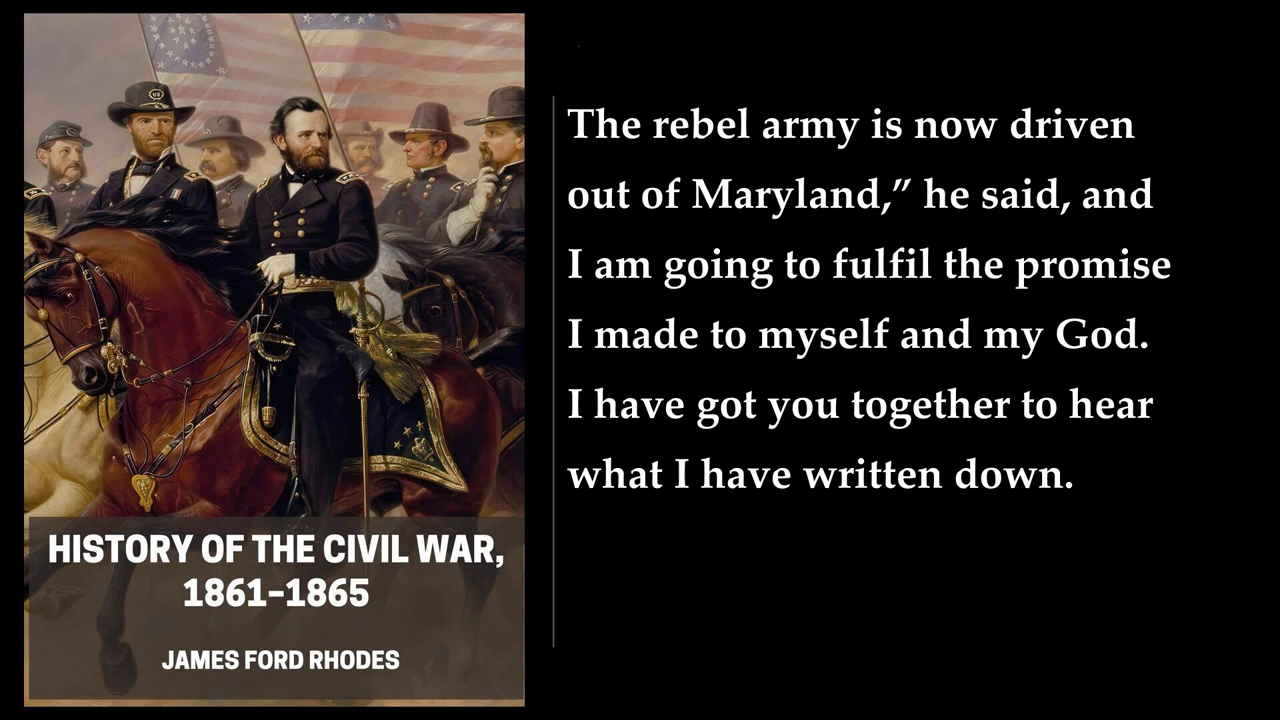 The rebel army is now driven
out of Maryland,” he said, and
I am going to fulfil the promise
I made to myself and my God.
I have got you together to hear
what I have written down.
HISTORY OF THE CIVIL WAR,
1861–1865
JAMES FORD RHODES